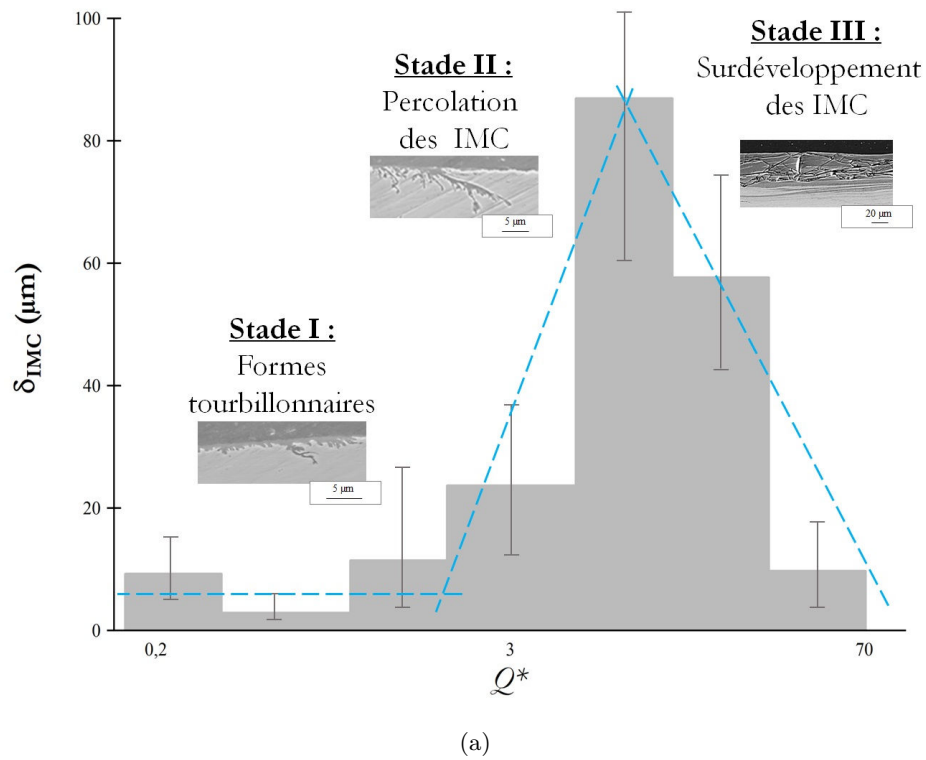 100
80
60
40
20
0
δIMC (μm)
Stade I :
Formes
tourbillonnaires
5 μm
Stade II :
Percolation
des IMC
5 μm
Stade III :
Surdéveloppement
des IMC
20 μm
0,2
3
70
Q*
(a)